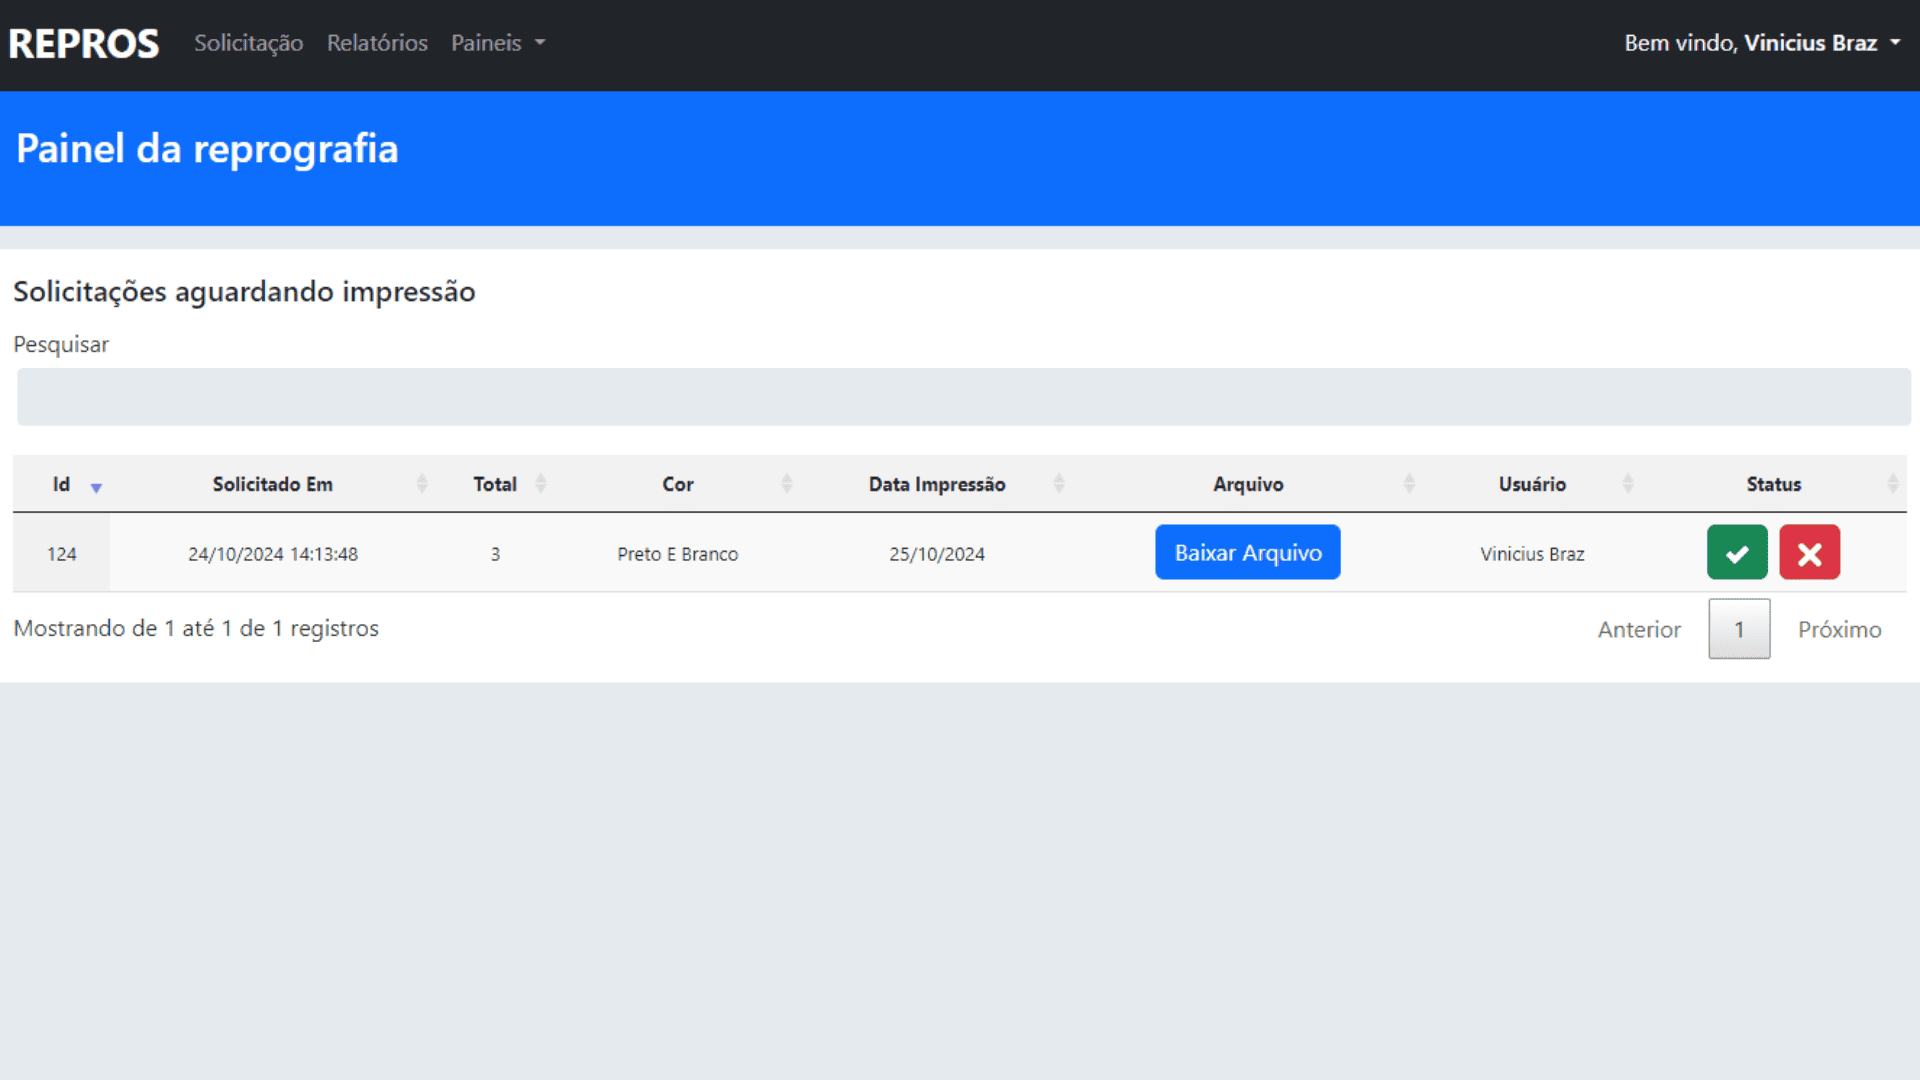 REPROS Solicitação Relatórios Paineis Bem vindo, Vinicius Braz
Painel da reprografia
Solicitações aguardando impressão
Pesquisar
Id Solicitado Em Total Cor Data Impressão Arquivo Usuário Status
124 24/10/2024 14:13:48 3 Preto E Branco 25/10/2024 Baixar Arquivo Vinicius Braz
Mostrando de 1 até 1 de 1 registros Anterior 1 Próximo